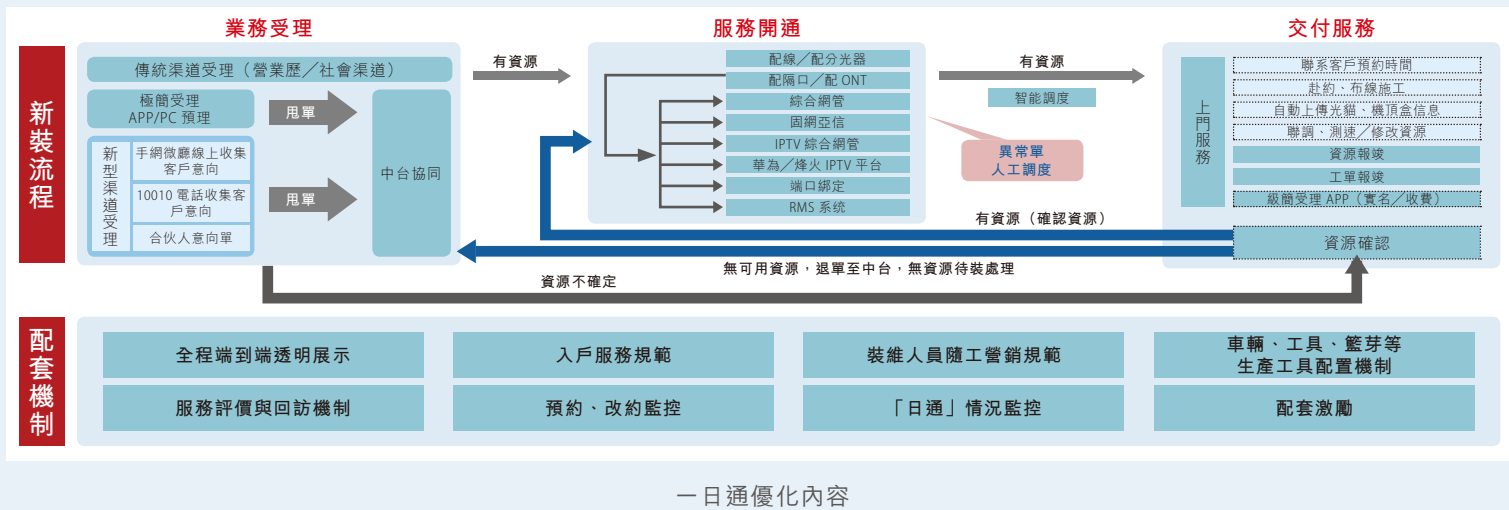 業務受理
服務開通
交付服務
新裝流程
傳統渠道受理（營業歷／社會渠道）
極簡受理
APP/PC 預理
甩單
新型渠道受理
手網微廳線上收集
客戶意向
10010 電話收集客
戶意向
合伙人意向單
甩單
中台協同
有資源
配線／配分光器
配隔口／配 ONT
綜合網管
固網亞信
IPTV 綜合網管
華為／烽火 IPTV 平台
端口綁定
RMS 系统
有資源
智能調度
異常單
人工調度
上門服務
聯系客戶預約時間
赴約、布線施工
自動上傳光貓、機頂盒信息
聯調、測速／修改資源
資源報竣
工單報竣
級簡受理 APP（實名／收費）
資源確認
有資源（確認資源）
無可用資源，退單至中台，無資源待裝處理
資源不確定
配套機制
全程端到端透明展示
入戶服務規範
裝維人員隨工營銷規範
車輛、工具、籃芽等
生產工具配置機制
服務評價與回訪機制
預約、改約監控
「日通」情況監控
配套激勵
一日通優化內容